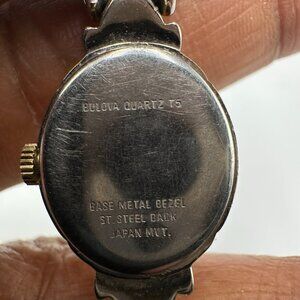 BULOVA QUARTZ T5
BASE METAL BEZEL
ST. STEEL BACK
JAPAN MVT.